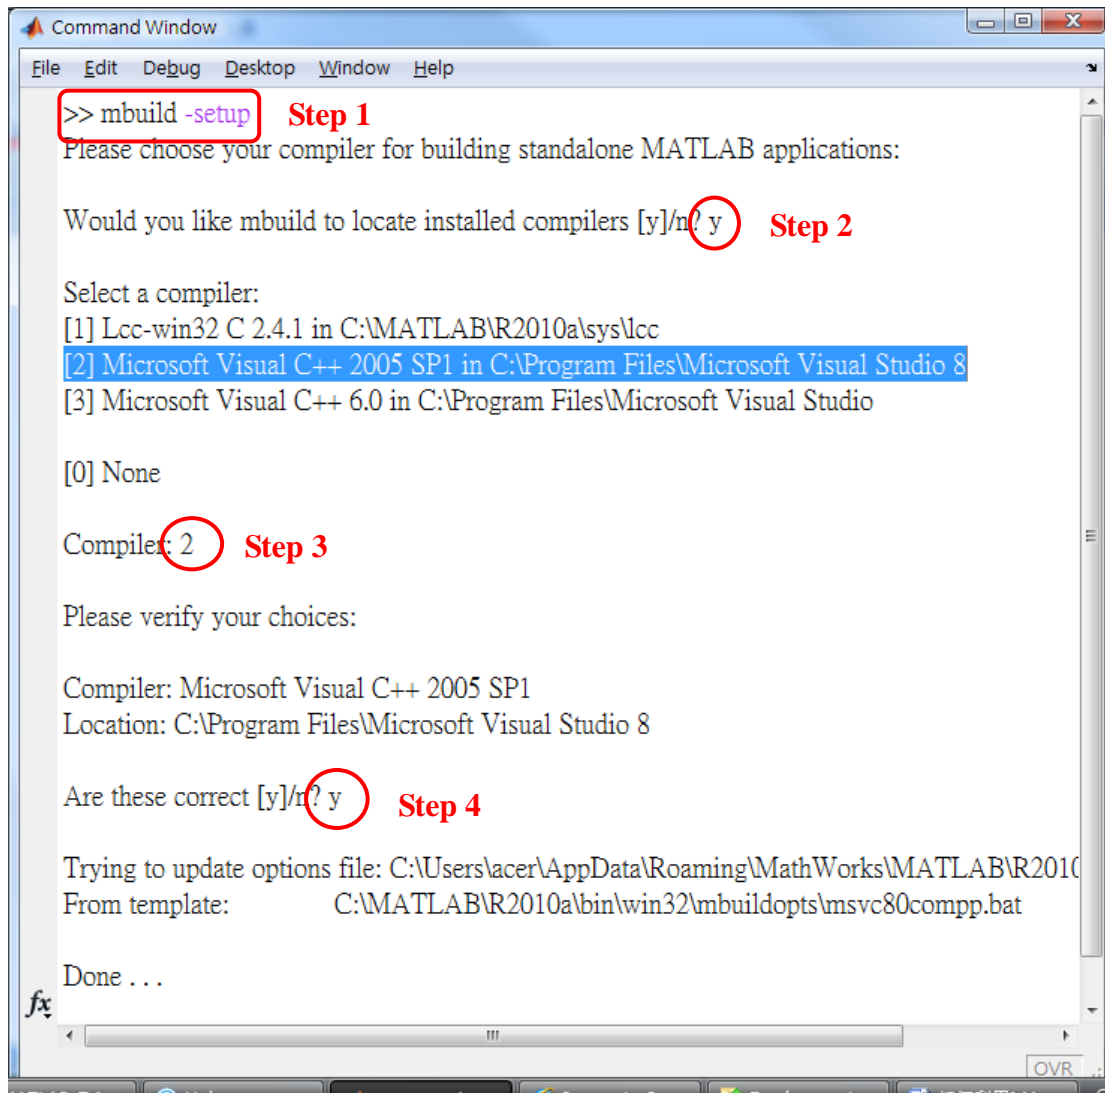 Command Window
File Edit Debug Desktop Window Help
>> mbuild -setup Step 1
Please choose your compiler for building standalone MATLAB applications:
Would you like mbuild to locate installed compilers [y]/n? y Step 2
Select a compiler:
[1] Lcc-win32 C 2.4.1 in C:\MATLAB\R2010a\sys\lcc
[2] Microsoft Visual C++ 2005 SP1 in C:\Program Files\Microsoft Visual Studio 8
[3] Microsoft Visual C++ 6.0 in C:\Program Files\Microsoft Visual Studio
[0] None
Compiler: 2 Step 3
Please verify your choices:
Compiler: Microsoft Visual C++ 2005 SP1
Location: C:\Program Files\Microsoft Visual Studio 8
Are these correct [y]/n? y Step 4
Trying to update options file: C:\Users\acer\AppData\Roaming\MathWorks\MATLAB\R2010
From template: C:\MATLAB\R2010a\bin\win32\mbuildopts\msvc80compp.bat
Done . . .
fx
OVR